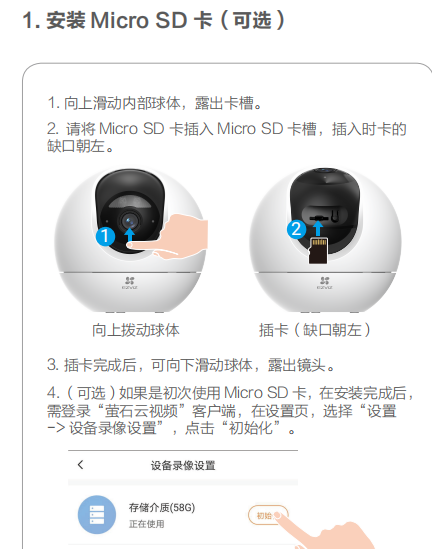 1. 安装 Micro SD 卡（可选）
1. 向上滑动内部球体，露出卡槽。
2. 请将 Micro SD 卡插入 Micro SD 卡槽，插入时卡的
缺口朝左。
1
2
EZVIZ
EZVIZ
向上拨动球体
插卡（缺口朝左）
3. 插卡完成后，可向下滑动球体，露出镜头。
4.（可选）如果是初次使用 Micro SD 卡，在安装完成后，
需登录“萤石云视频”客户端，在设置页，选择“设置
-> 设备录像设置”，点击“初始化”。
设备录像设置
存储介质(58G)
初始
正在使用